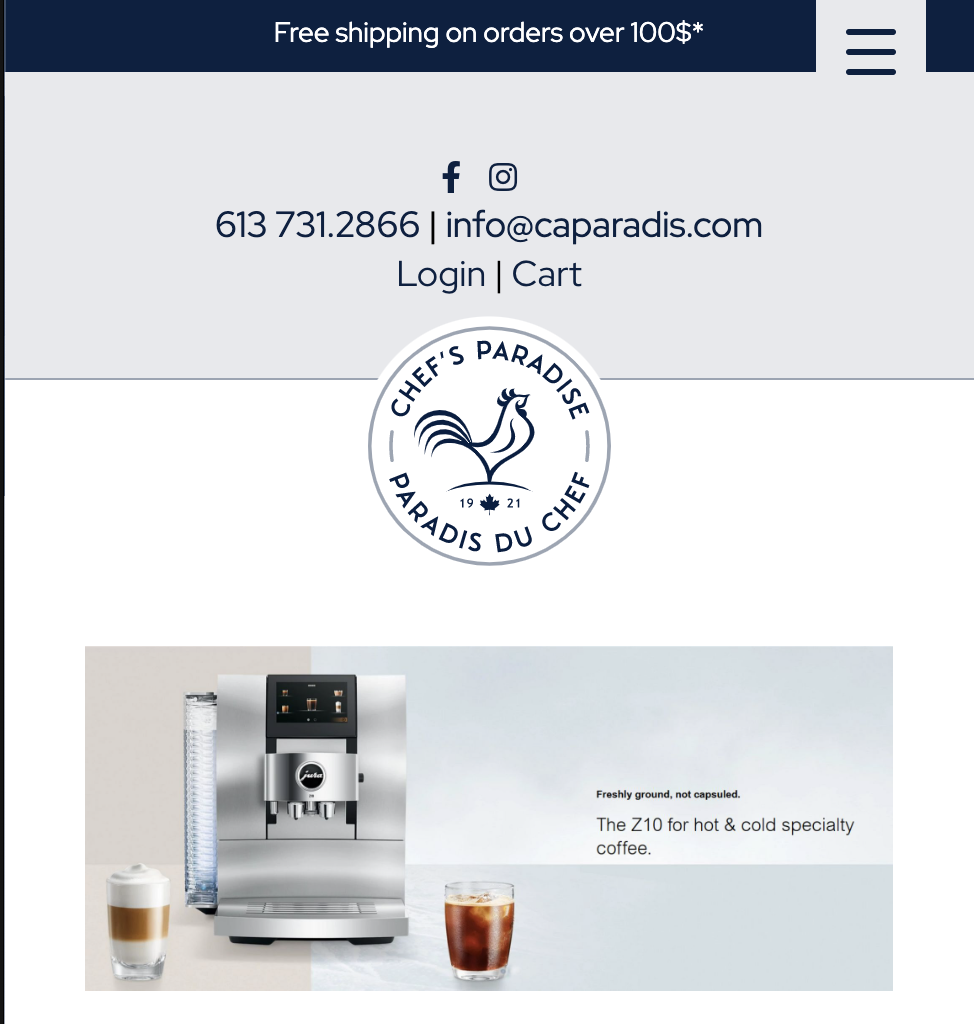 Free shipping on orders over 100$*
613 731.2866 | info@caparadis.com
Login | Cart
CHEF'S PARADISE
19 21
PARADIS DU CHEF
jura
Freshly ground, not capsuled.
The Z10 for hot & cold specialty
coffee.